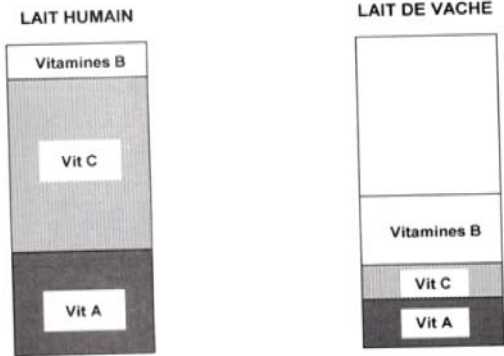 LAIT HUMAIN
Vitamines B
Vit C
Vit A
LAIT DE VACHE
Vitamines B
Vit C
Vit A